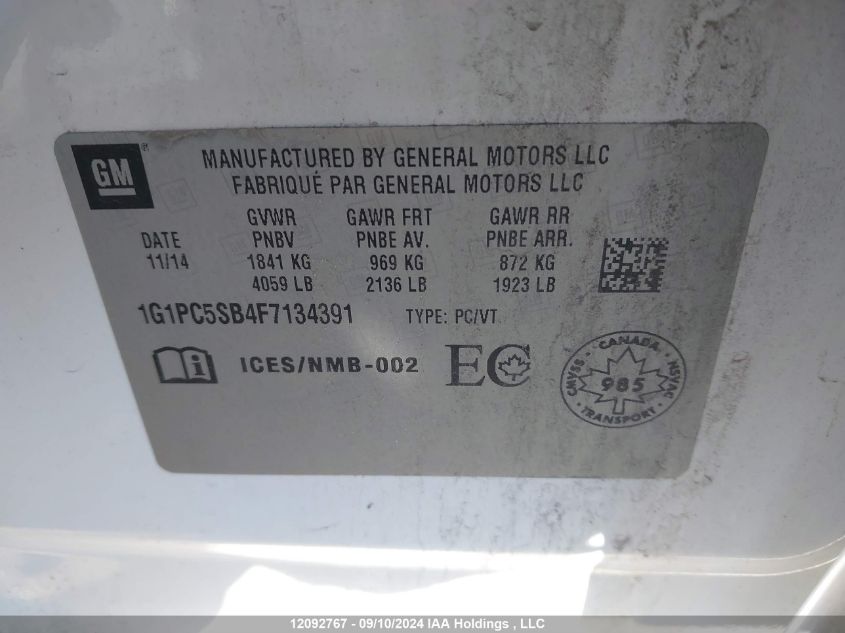 GM
MANUFACTURED BY GENERAL MOTORS LLC
FABRIQUÉ PAR GENERAL MOTORS LLC
GVWR GAWR FRT GAWR RR
DATE PNBV PNBE AV. PNBE ARR.
11/14 1841 KG 969 KG 872 KG
4059 LB 2136 LB 1923 LB
1G1PC5SB4F7134391 TYPE: PC/VT
i ICES/NMB-002 EC
CANADA
CMVSS 985 NSVAC
TRANSPORT
12092767 - 09/10/2024 IAA Holdings , LLC